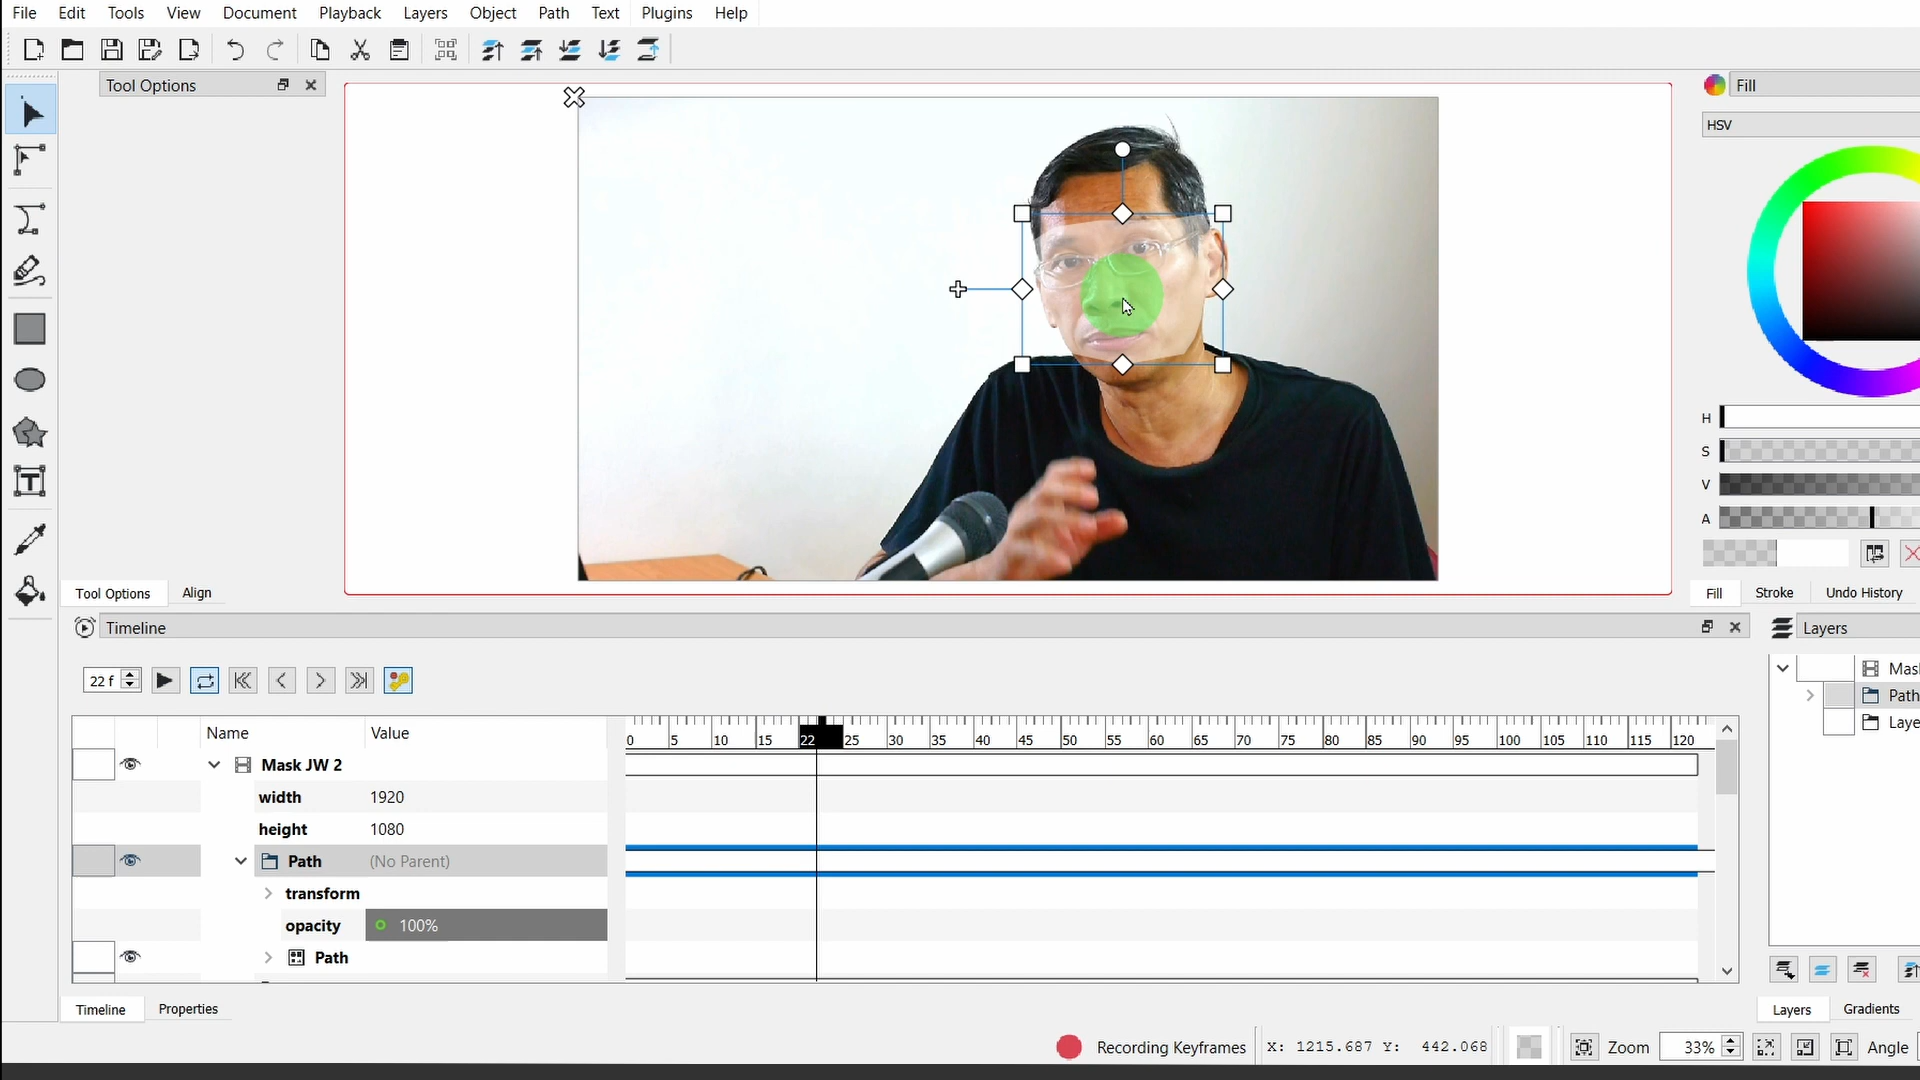 File Edit Tools View Document Playback Layers Object Path Text Plugins Help
Tool Options
Fill
HSV
H
S
V
A
Tool Options Align
Fill Stroke Undo History
Timeline
Layers
22 f
Name Value
0 5 10 15 22 25 30 35 40 45 50 55 60 65 70 75 80 85 90 95 100 105 110 115 120
Mask JW 2
width 1920
height 1080
Path (No Parent)
transform
opacity 100%
Path
Mas
Path
Laye
Timeline Properties
Layers Gradients
Recording Keyframes X: 1215.687 Y: 442.068 Zoom 33% Angle